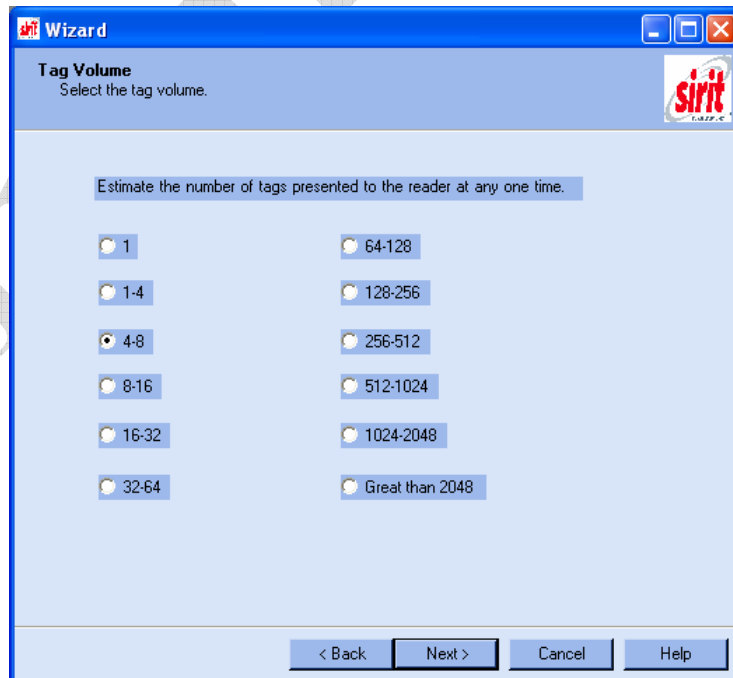 sirit Wizard
Tag Volume
Select the tag volume.
sirit
Estimate the number of tags presented to the reader at any one time.
1
1-4
4-8
8-16
16-32
32-64
64-128
128-256
256-512
512-1024
1024-2048
Great than 2048
< Back Next > Cancel Help